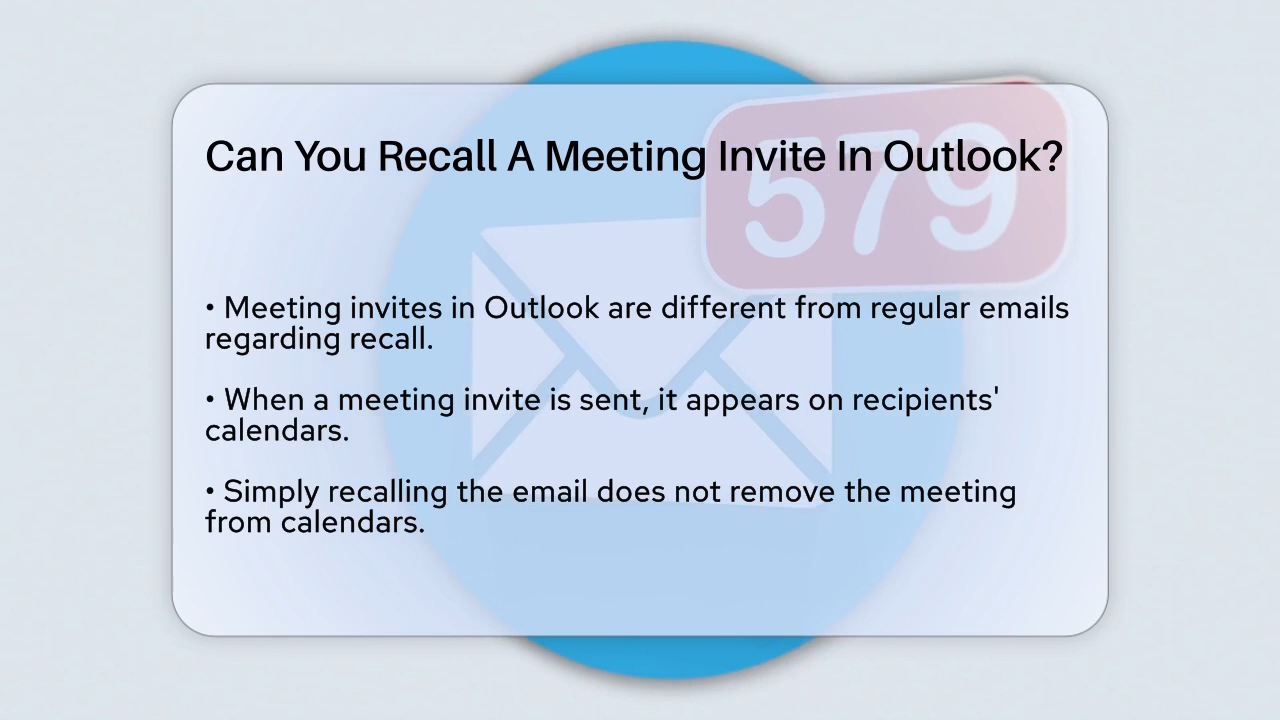 Can You Recall A Meeting Invite In Outlook?
579
• Meeting invites in Outlook are different from regular emails
regarding recall.
• When a meeting invite is sent, it appears on recipients'
calendars.
• Simply recalling the email does not remove the meeting
from calendars.